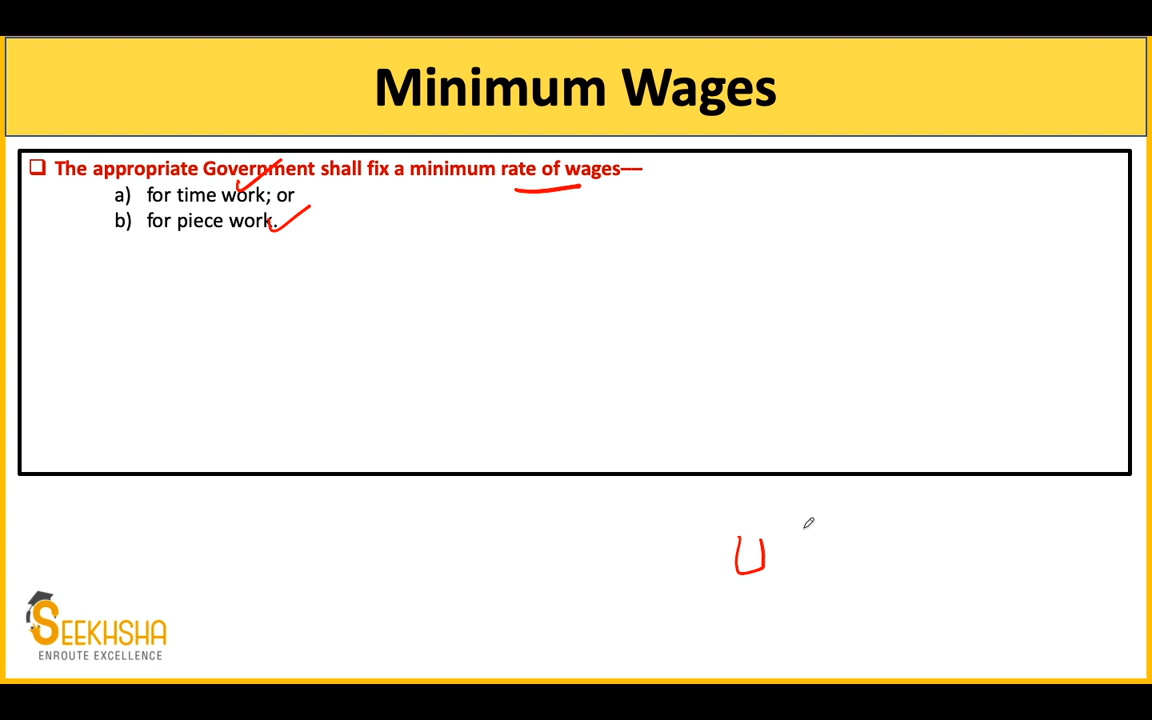 Minimum Wages
The appropriate Government shall fix a minimum rate of wages—
a) for time work; or
b) for piece work.
SEEKHSHA
ENROUTE EXCELLENCE